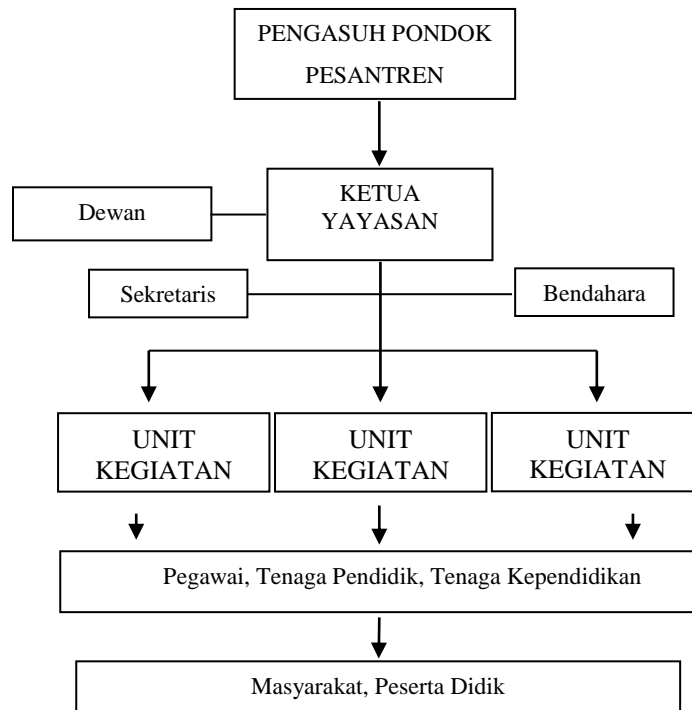 PENGASUH PONDOK
PESANTREN
KETUA
YAYASAN
Dewan
Sekretaris
Bendahara
UNIT
KEGIATAN
UNIT
KEGIATAN
UNIT
KEGIATAN
Pegawai, Tenaga Pendidik, Tenaga Kependidikan
Masyarakat, Peserta Didik